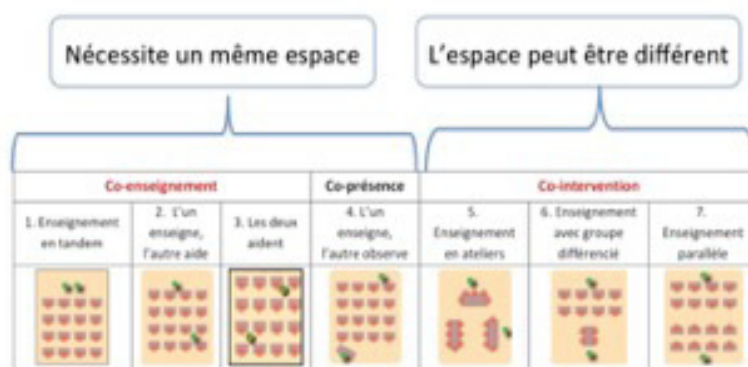 Nécessite un même espace
L'espace peut être différent
Co-enseignement
Co-présence
Co-intervention
1. Enseignement
en tandem
2. L'un
enseigne,
l'autre aide
3. Les deux
aident
4. L'un
enseigne,
l'autre observe
5.
Enseignement
en ateliers
6. Enseignement
avec groupe
différencié
7.
Enseignement
parallèle